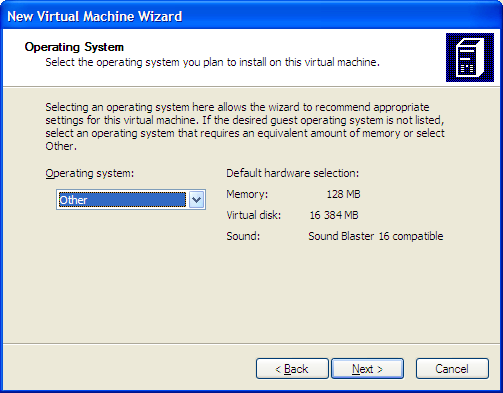 New Virtual Machine Wizard
Operating System
Select the operating system you plan to install on this virtual machine.
Selecting an operating system here allows the wizard to recommend appropriate
settings for this virtual machine. If the desired guest operating system is not listed,
select an operating system that requires an equivalent amount of memory or select
Other.
Operating system:
Other
Default hardware selection:
Memory: 128 MB
Virtual disk: 16 384 MB
Sound: Sound Blaster 16 compatible
< Back Next > Cancel